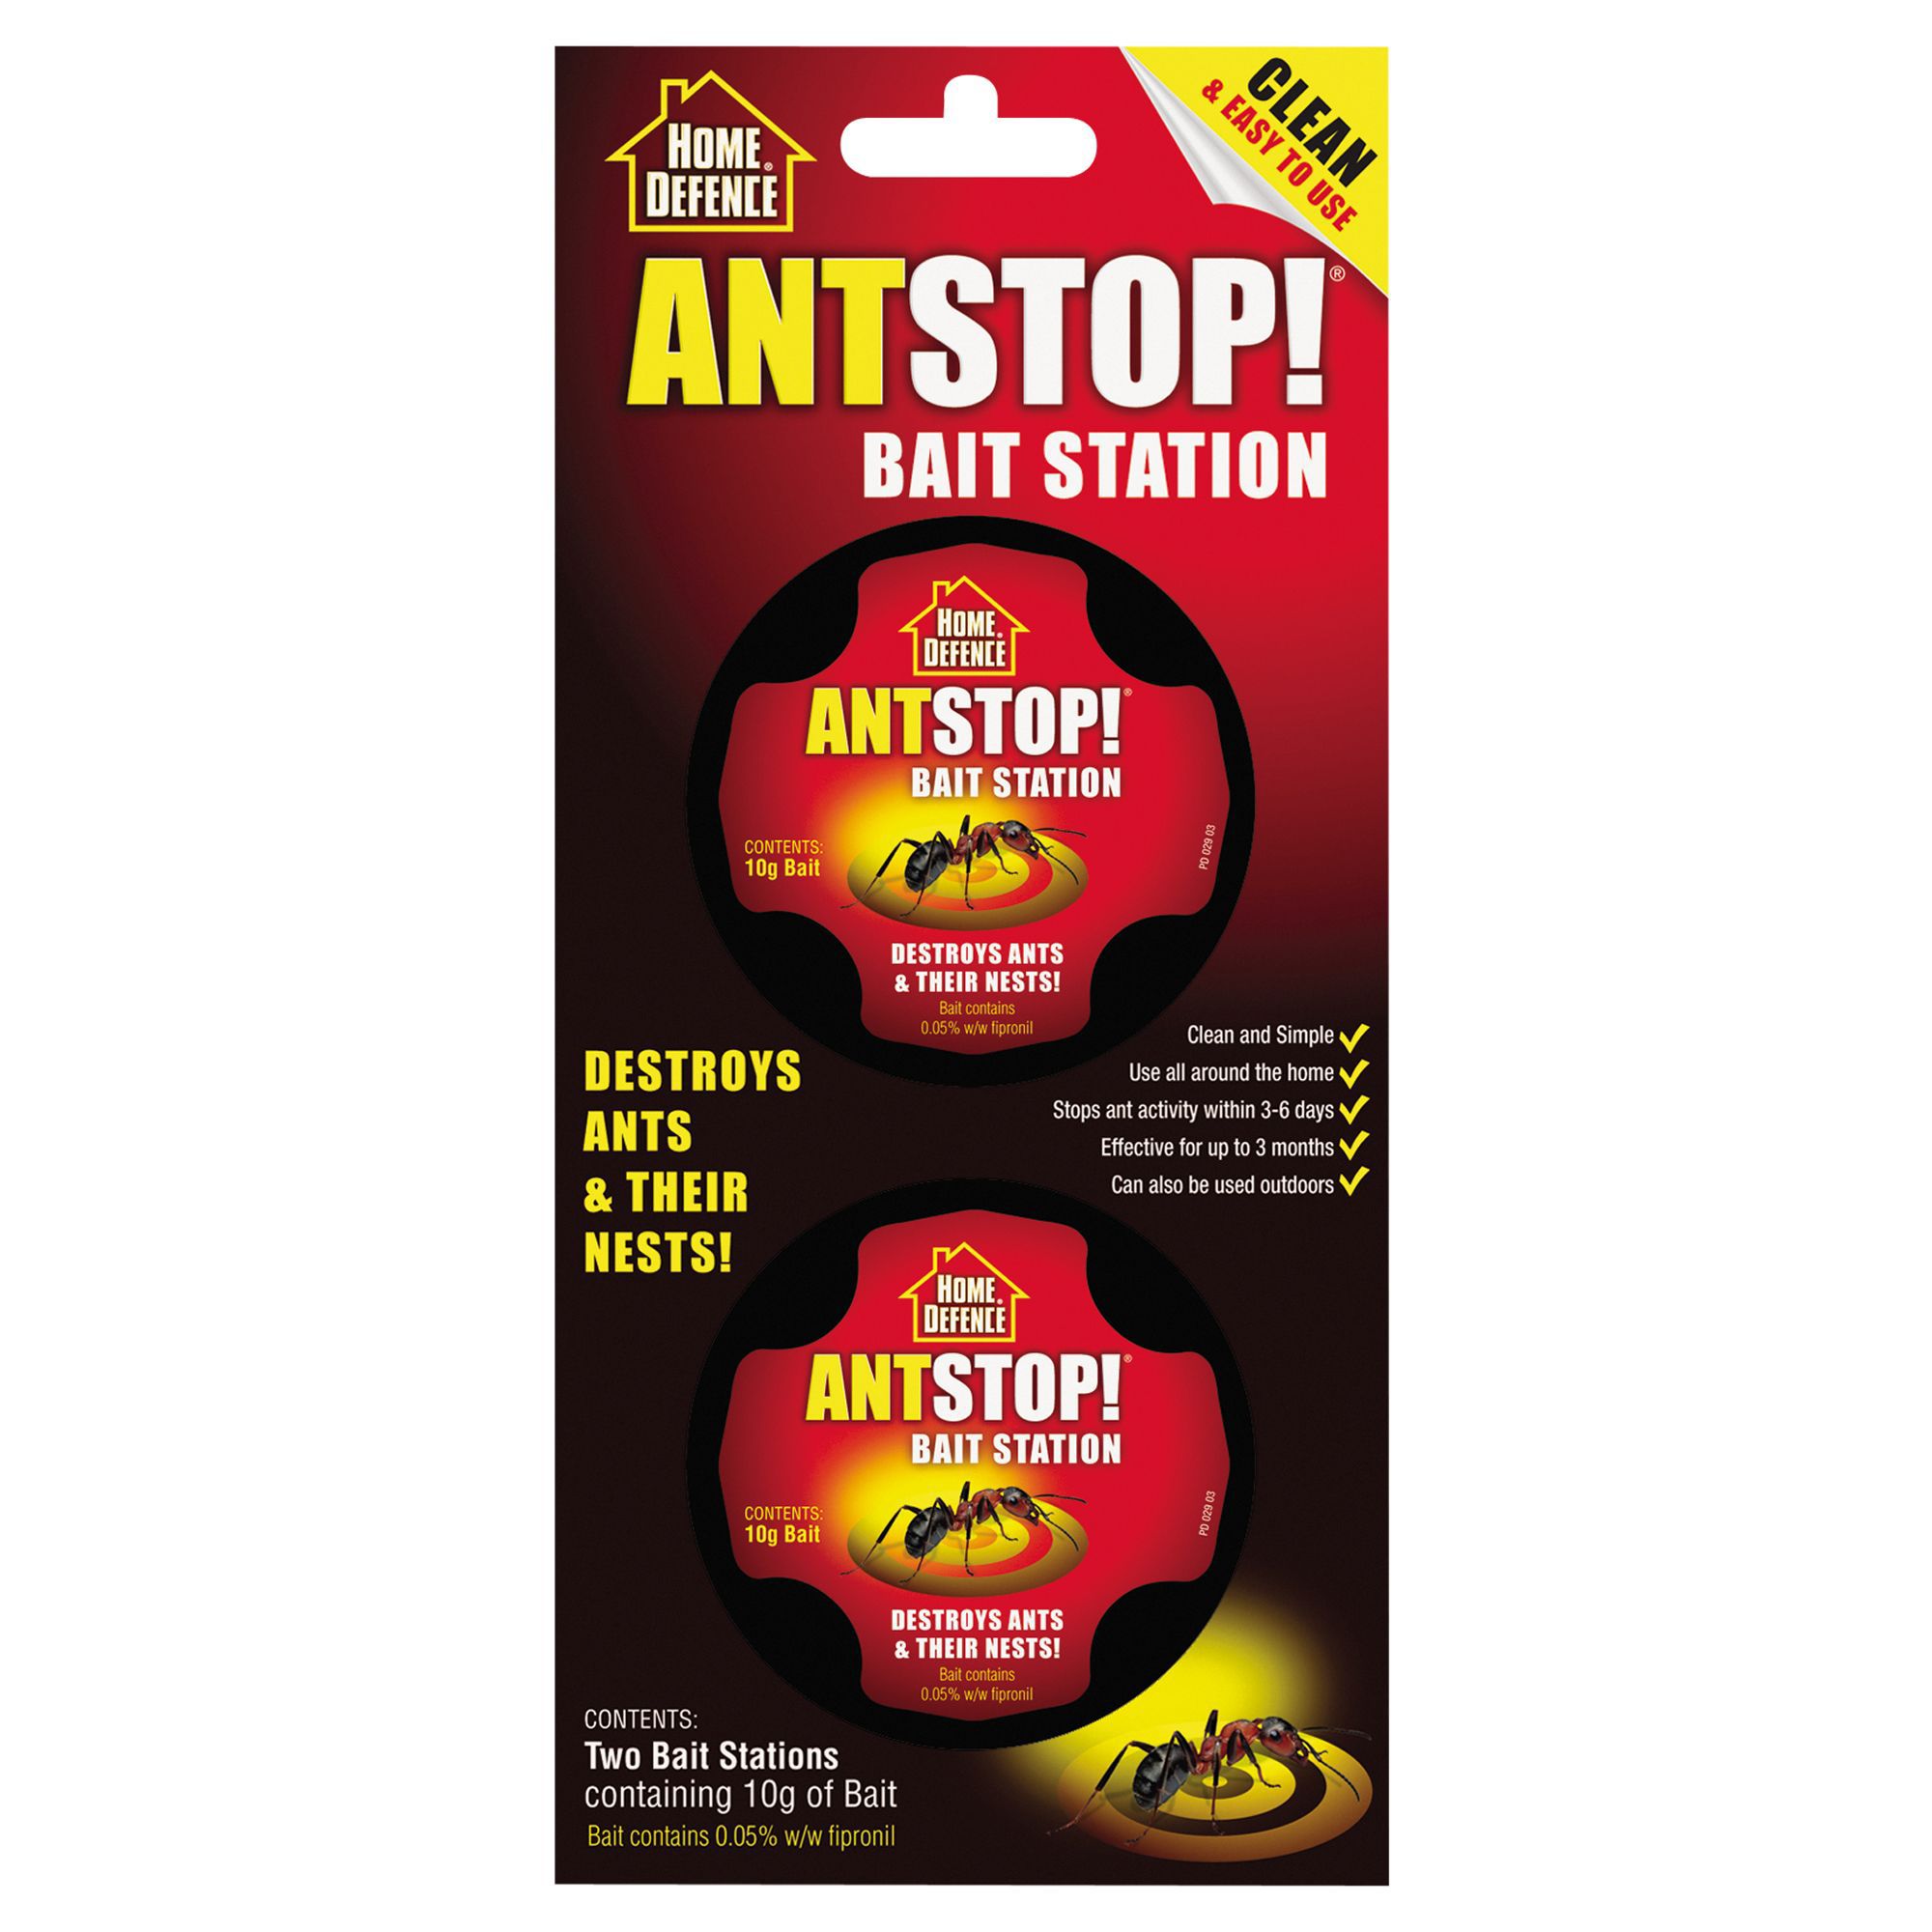 HOME
DEFENCE®
CLEAN
& EASY TO USE
ANTSTOP!®
BAIT STATION
HOME
DEFENCE®
ANTSTOP!®
BAIT STATION
CONTENTS:
10g Bait
PD 029 03
DESTROYS ANTS
& THEIR NESTS!
Bait contains
0.05% w/w fipronil
DESTROYS
ANTS
& THEIR
NESTS!
Clean and Simple
Use all around the home
Stops ant activity within 3-6 days
Effective for up to 3 months
Can also be used outdoors
HOME
DEFENCE®
ANTSTOP!®
BAIT STATION
CONTENTS:
10g Bait
PD 029 03
DESTROYS ANTS
& THEIR NESTS!
Bait contains
0.05% w/w fipronil
CONTENTS:
Two Bait Stations
containing 10g of Bait
Bait contains 0.05% w/w fipronil